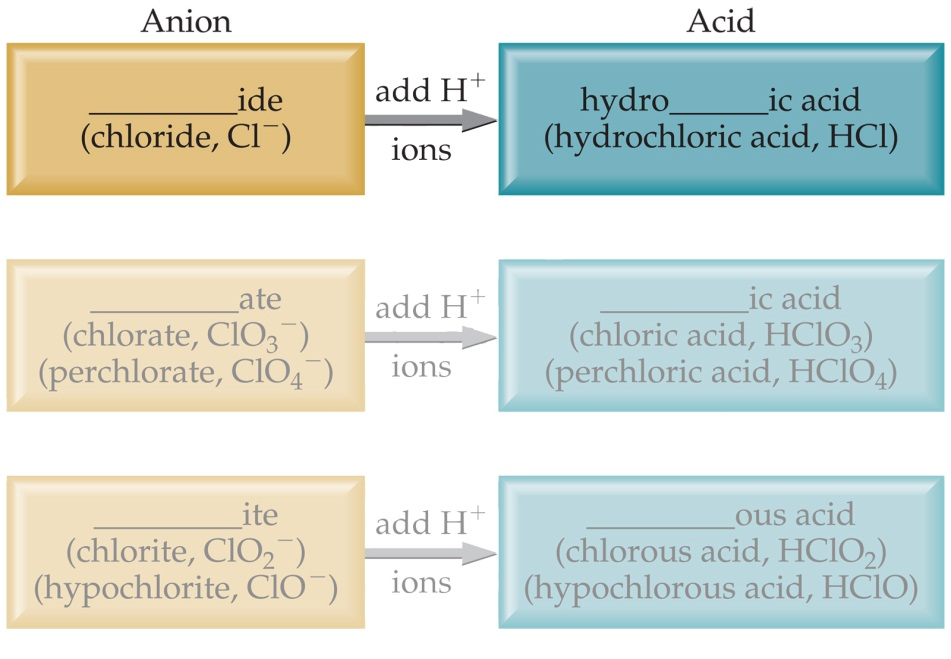 Anion
Acid
_________ide
(chloride, Cl⁻)
add H⁺
ions
hydro______ic acid
(hydrochloric acid, HCl)
_________ate
(chlorate, ClO₃⁻)
(perchlorate, ClO₄⁻)
add H⁺
ions
_________ic acid
(chloric acid, HClO₃)
(perchloric acid, HClO₄)
_________ite
(chlorite, ClO₂⁻)
(hypochlorite, ClO⁻)
add H⁺
ions
_________ous acid
(chlorous acid, HClO₂)
(hypochlorous acid, HClO)